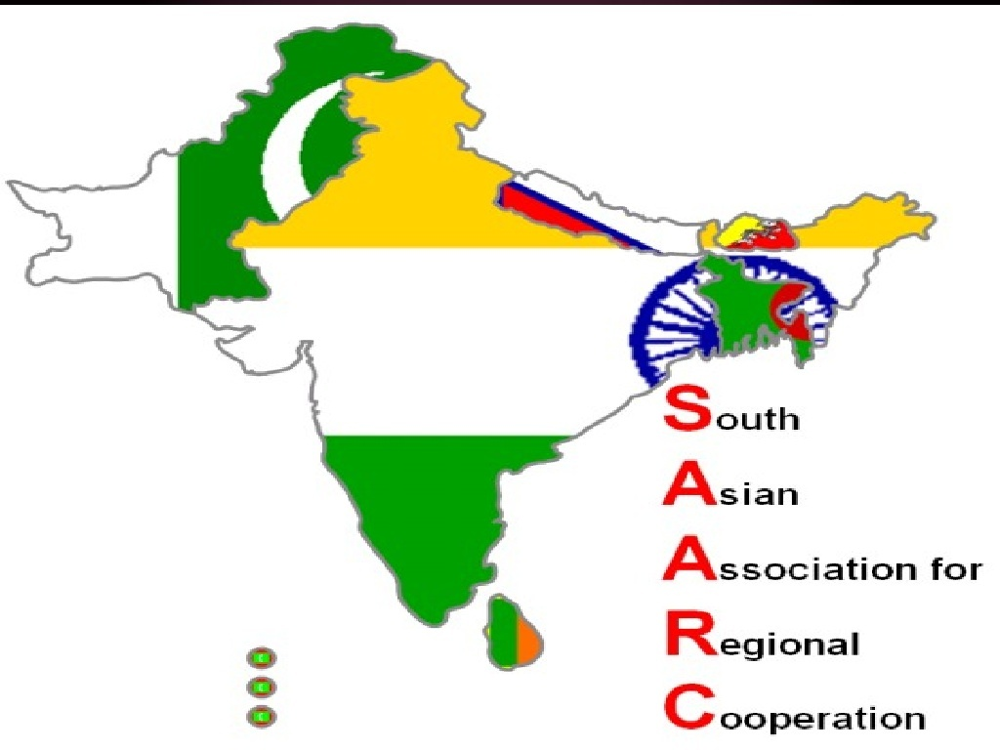 South
Asian
Association for
Regional
Cooperation